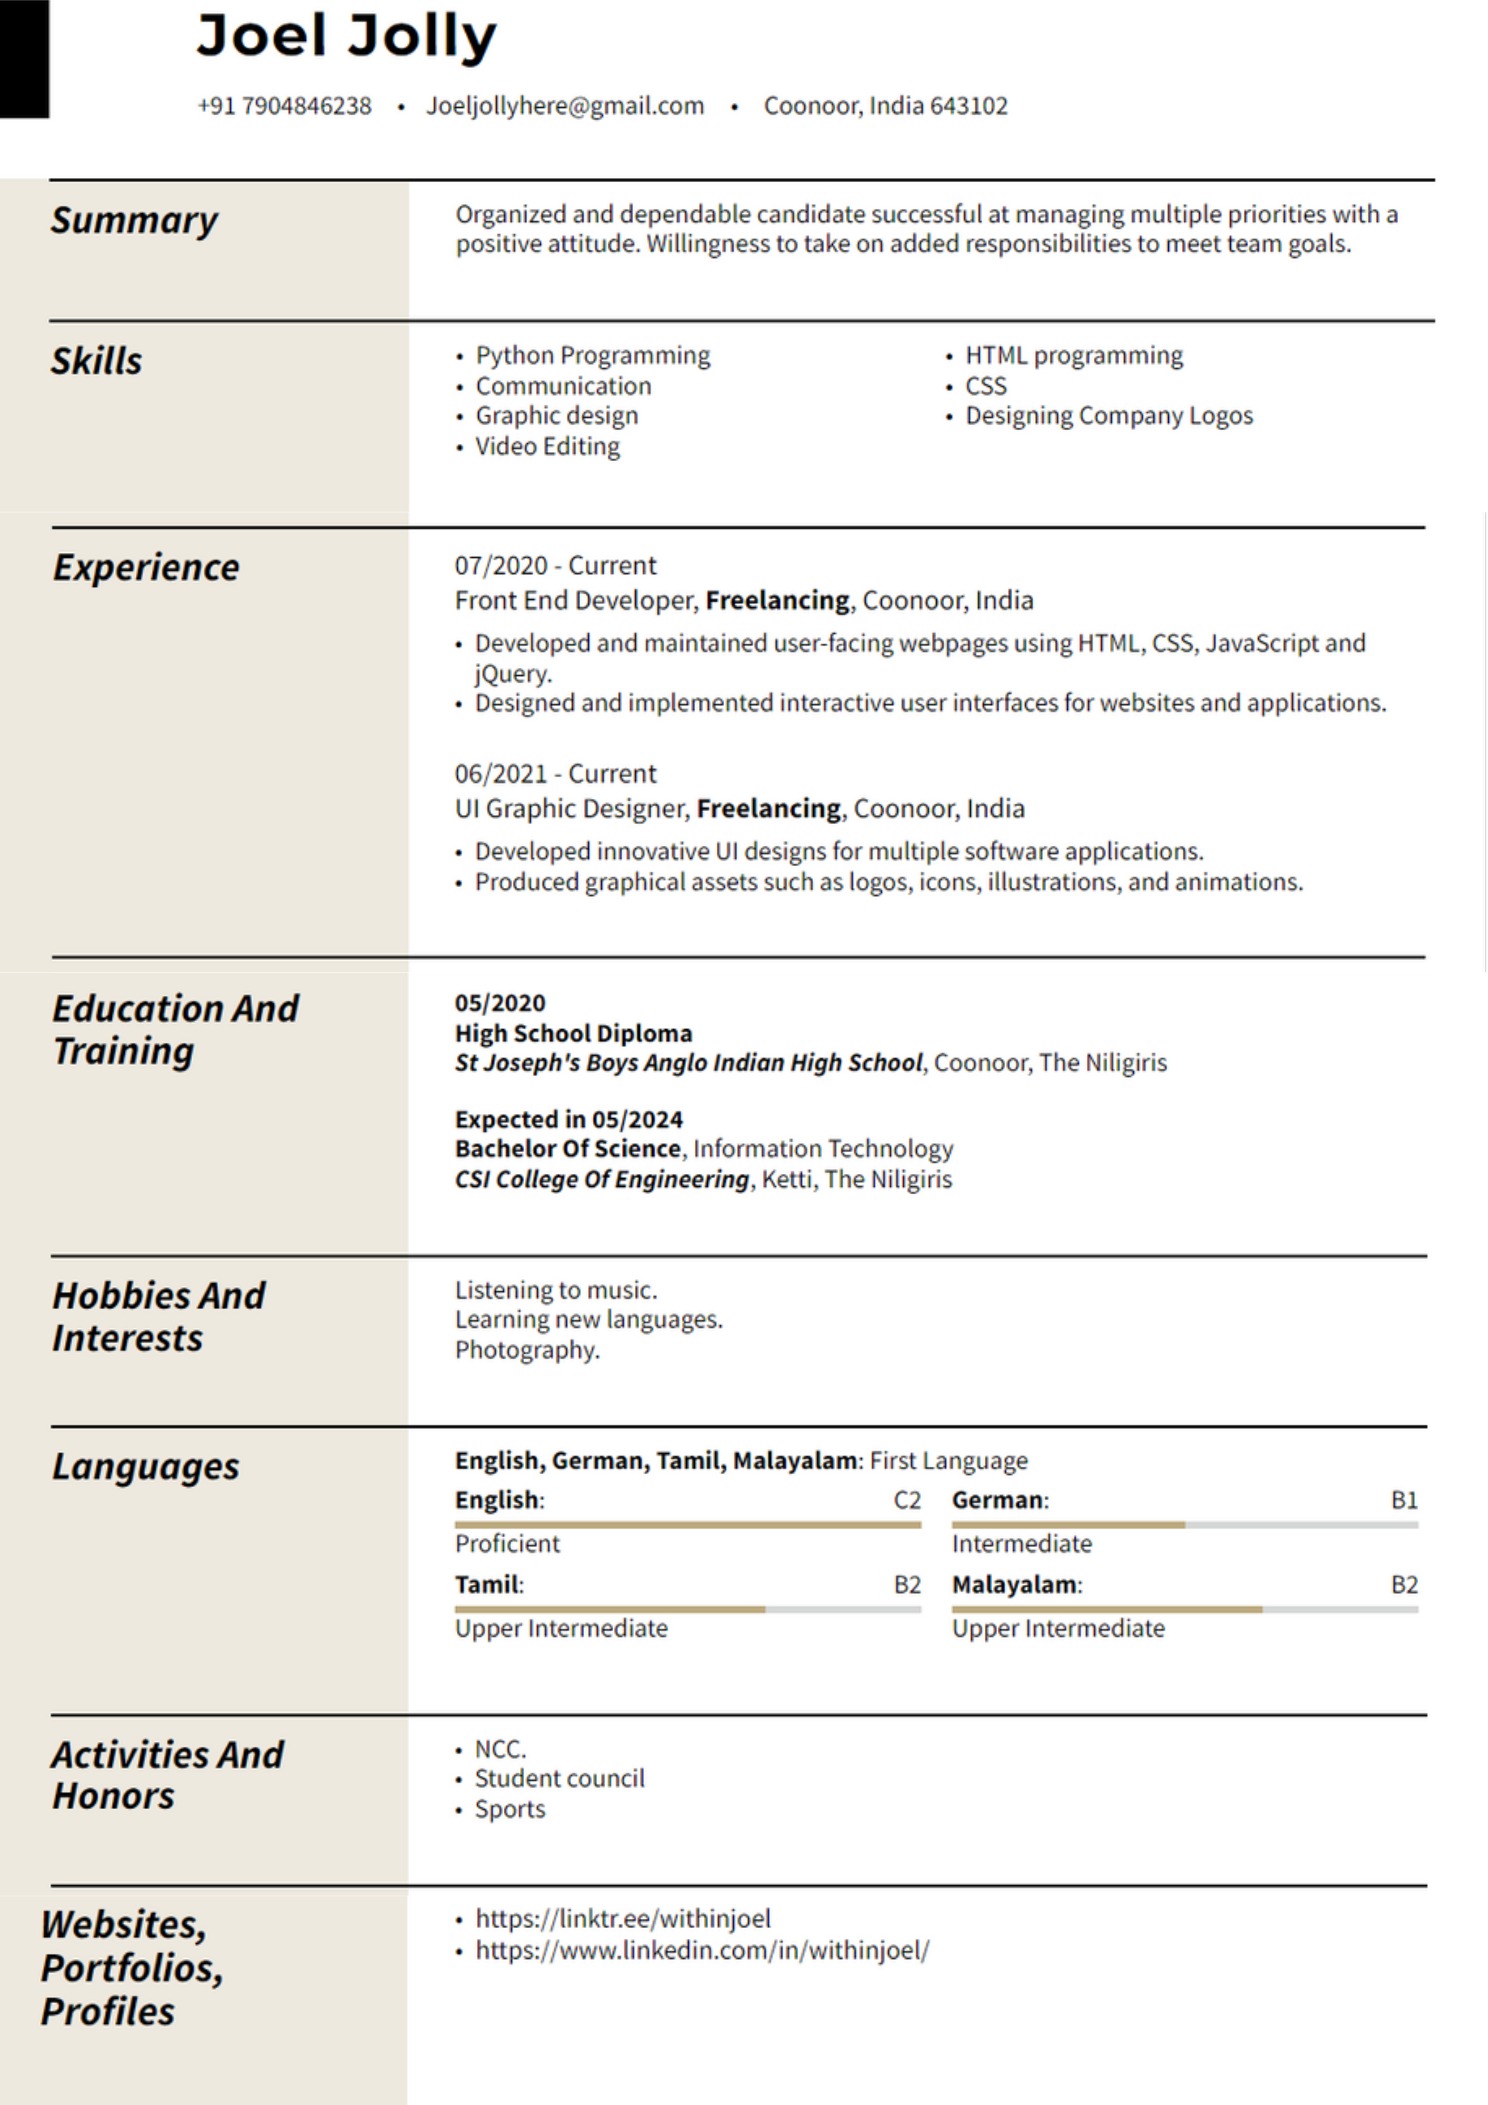 Joel Jolly
+91 7904846238 • Joeljollyhere@gmail.com • Coonoor, India 643102
Summary
Organized and dependable candidate successful at managing multiple priorities with a
positive attitude. Willingness to take on added responsibilities to meet team goals.
Skills
• Python Programming
• Communication
• Graphic design
• Video Editing
• HTML programming
• CSS
• Designing Company Logos
Experience
07/2020 - Current
Front End Developer, Freelancing, Coonoor, India
• Developed and maintained user-facing webpages using HTML, CSS, JavaScript and
jQuery.
• Designed and implemented interactive user interfaces for websites and applications.
06/2021 - Current
UI Graphic Designer, Freelancing, Coonoor, India
• Developed innovative UI designs for multiple software applications.
• Produced graphical assets such as logos, icons, illustrations, and animations.
Education And
Training
05/2020
High School Diploma
St Joseph's Boys Anglo Indian High School, Coonoor, The Niligiris
Expected in 05/2024
Bachelor Of Science, Information Technology
CSI College Of Engineering, Ketti, The Niligiris
Hobbies And
Interests
Listening to music.
Learning new languages.
Photography.
Languages
English, German, Tamil, Malayalam: First Language
English: C2
Proficient
German: B1
Intermediate
Tamil: B2
Upper Intermediate
Malayalam: B2
Upper Intermediate
Activities And
Honors
• NCC.
• Student council
• Sports
Websites,
Portfolios,
Profiles
• https://linktr.ee/withinjoel
• https://www.linkedin.com/in/withinjoel/